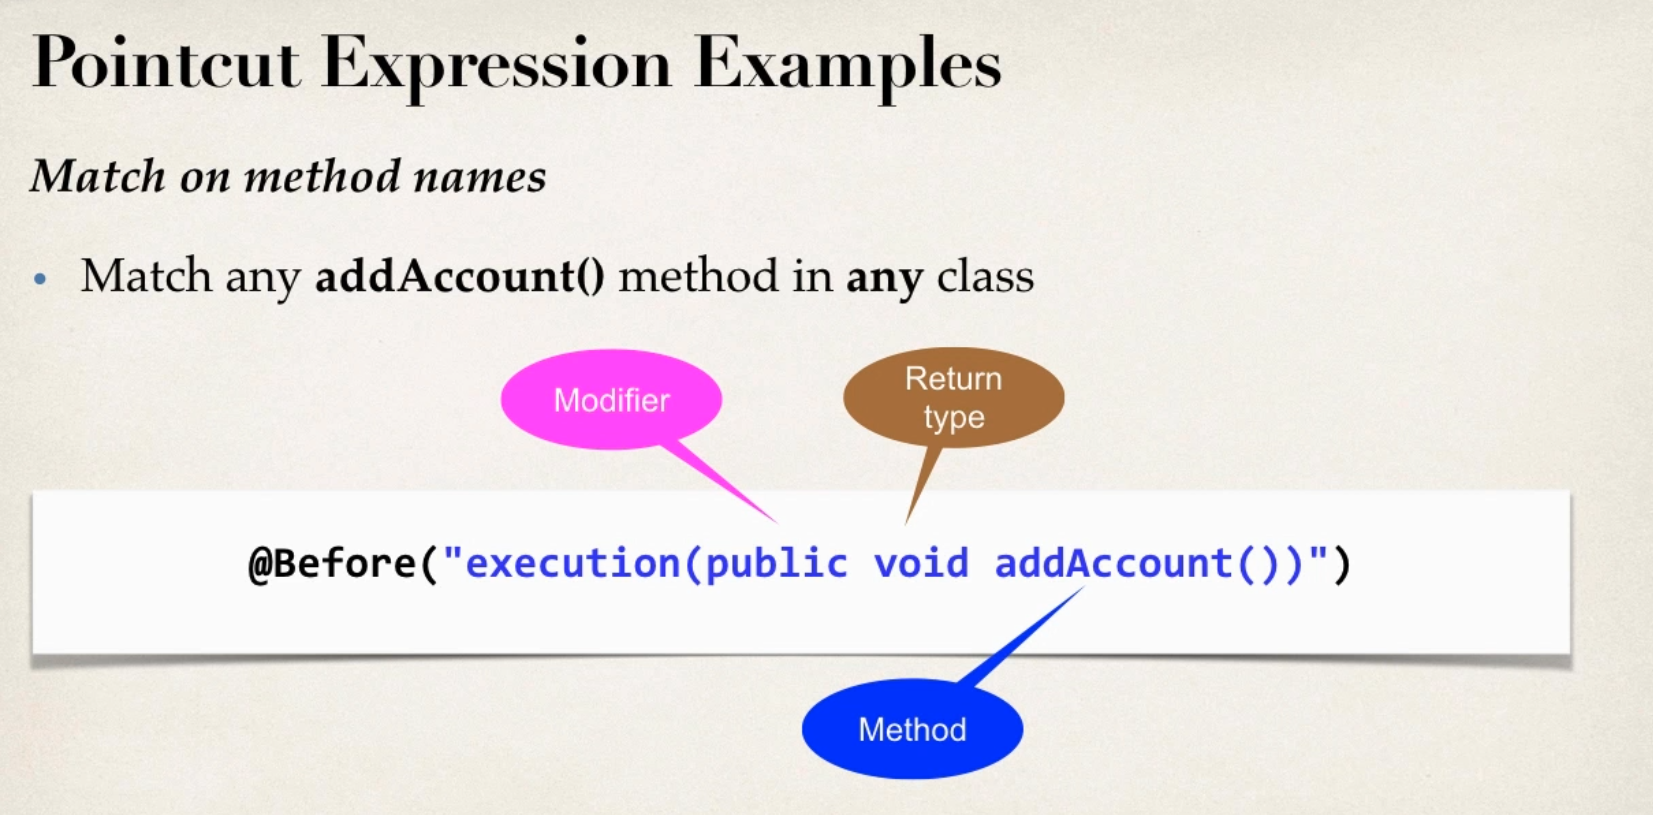 Pointcut Expression Examples
Match on method names
• Match any addAccount() method in any class
Modifier
Return
type
@Before("execution(public void addAccount())")
Method